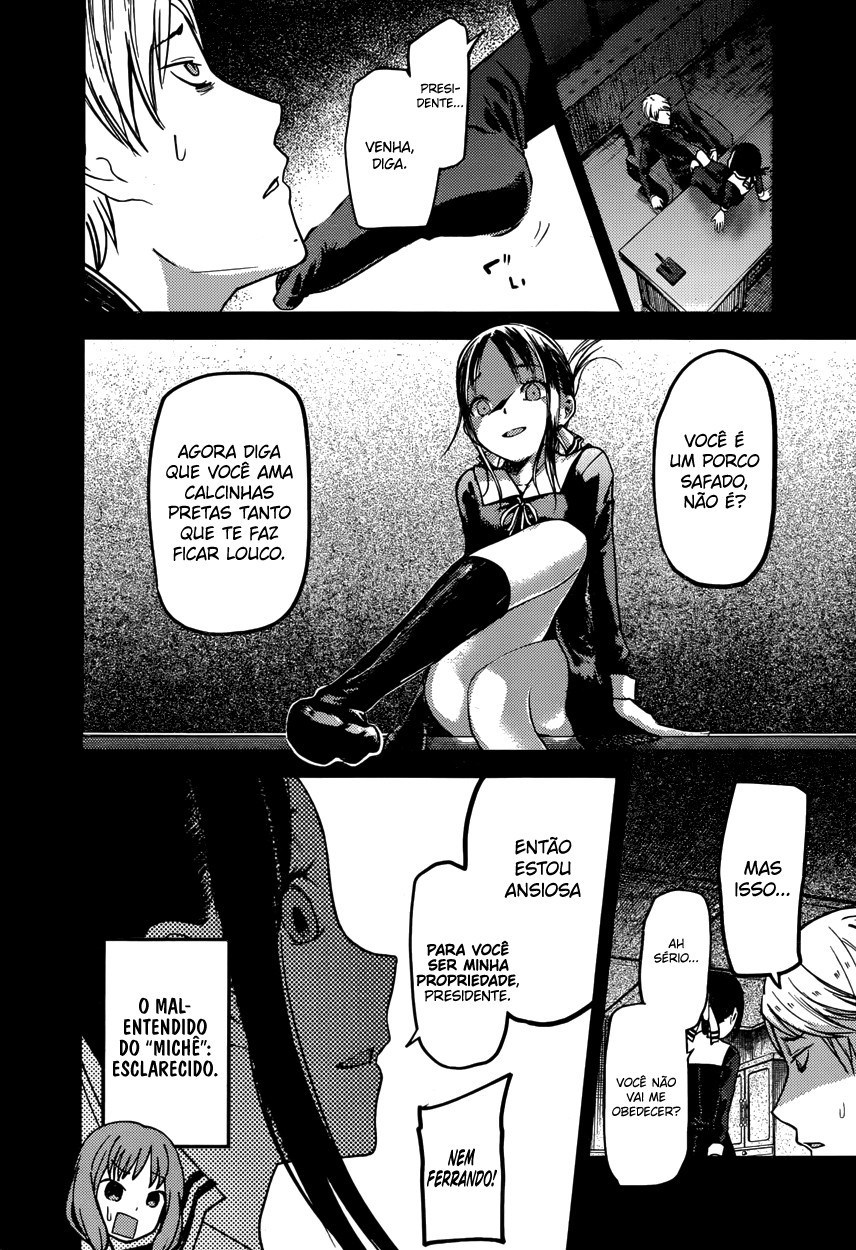 PRESI-
DENTE...
VENHA,
DIGA.
ぐい
VOCÊ É
UM PORCO
SAFADO,
NÃO É?
AGORA DIGA
QUE VOCÊ AMA
CALCINHAS
PRETAS TANTO
QUE TE FAZ
FICAR LOUCO.
MAS
ISSO...
AH
SÉRIO...
VOCÊ NÃO
VAI ME
OBEDECER?
ENTÃO
ESTOU
ANSIOSA
PARA VOCÊ
SER MINHA
PROPRIEDADE,
PRESIDENTE.
NEM
FERRANDO!
O MAL-
ENTENDIDO
DO “MICHÊ”:
ESCLARECIDO.